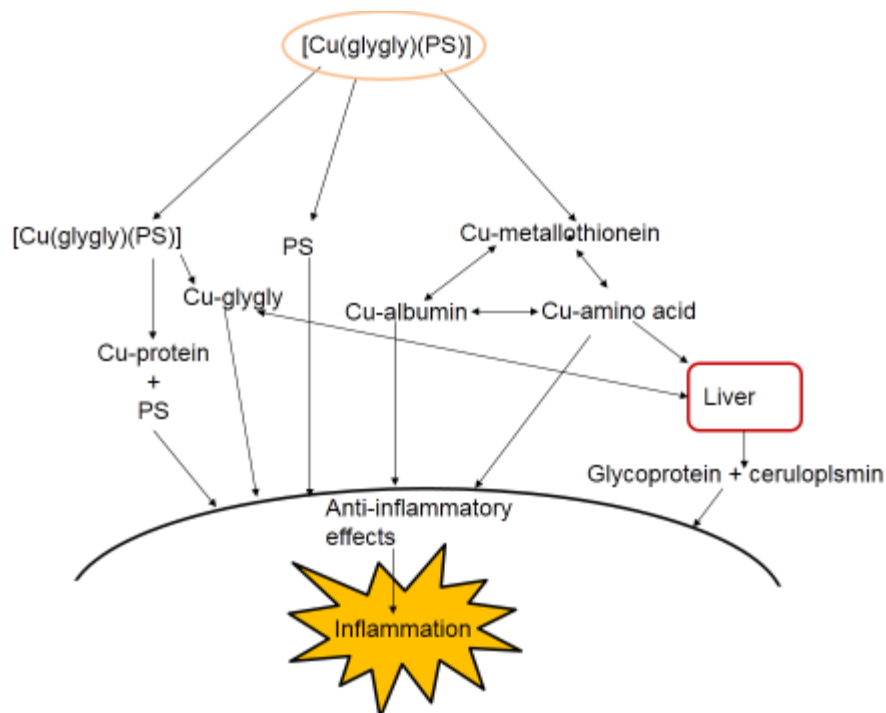 [Cu(glygly)(PS)]
[Cu(glygly)(PS)]
PS
Cu-metallothionein
Cu-glygly
Cu-albumin
Cu-amino acid
Cu-protein
+
PS
Liver
Glycoprotein + ceruloplsmin
Anti-inflammatory
effects
Inflammation